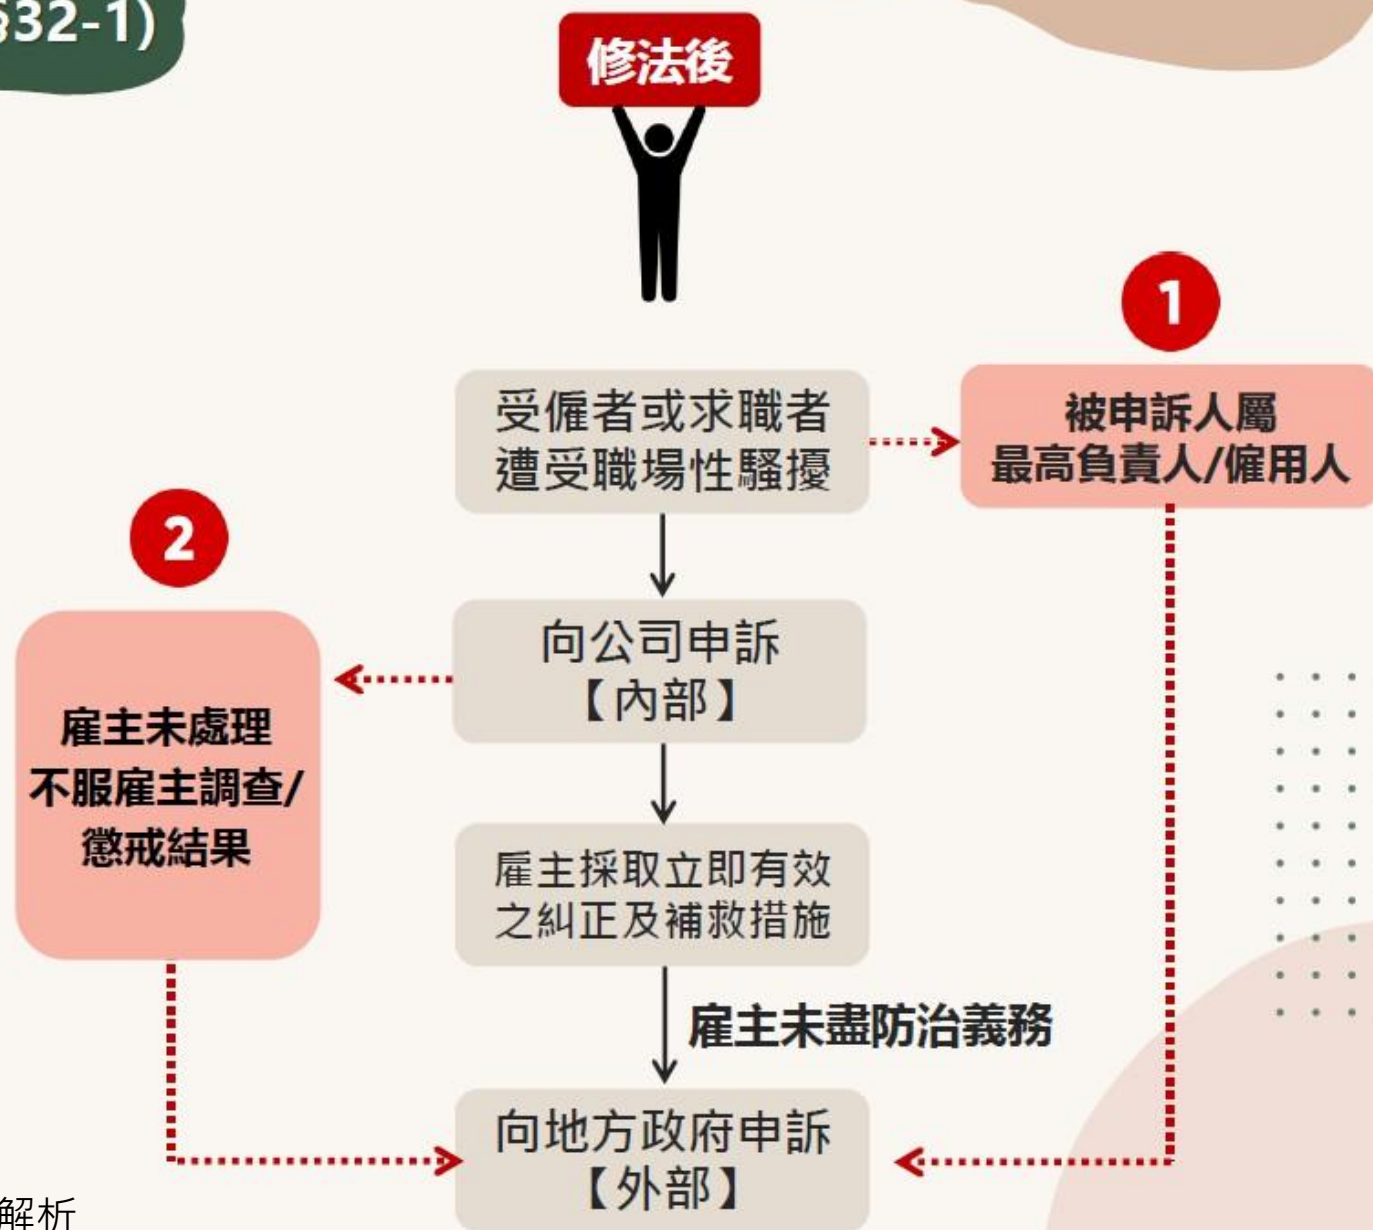 §32-1)
修法後
1
受僱者或求職者
遭受職場性騷擾
被申訴人屬
最高負責人/僱用人
2
向公司申訴
【內部】
雇主未處理
不服雇主調查/
懲戒結果
雇主採取立即有效
之糾正及補救措施
雇主未盡防治義務
向地方政府申訴
【外部】
解析